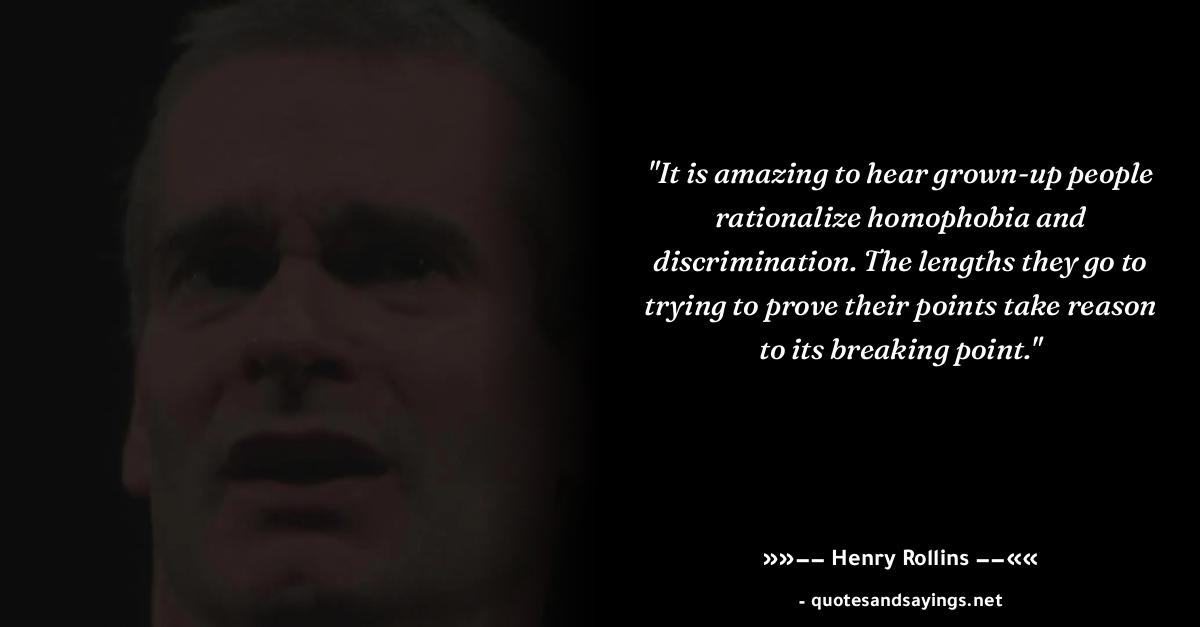 "It is amazing to hear grown-up people
rationalize homophobia and
discrimination. The lengths they go to
trying to prove their points take reason
to its breaking point."
»»−− Henry Rollins −−««
- quotesandsayings.net